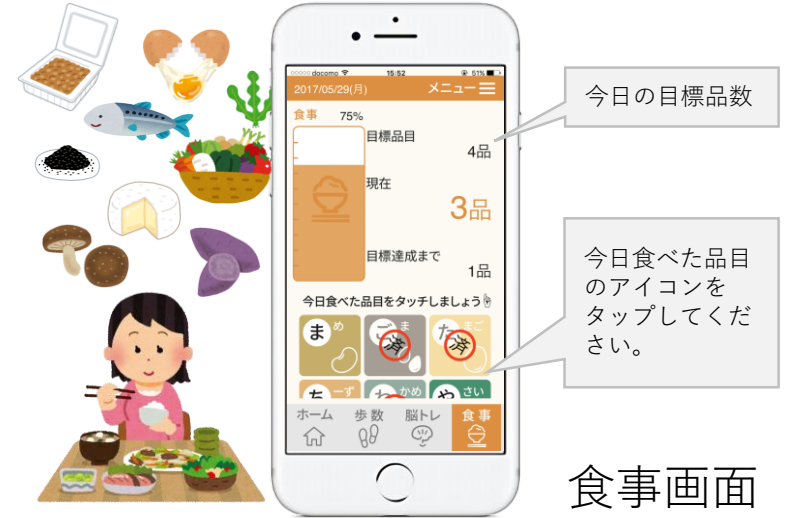 docomo 15:52 51%
2017/05/29(月) メニュー
食事 75%
目標品目
4品
現在
3品
目標達成まで
1品
今日食べた品目をタッチしましょう
まめ ごま たまご
済 済
ちーず わかめ やさい
ホーム 歩数 脳トレ 食事
今日の目標品数
今日食べた品目
のアイコンを
タップしてくだ
さい。
食事画面